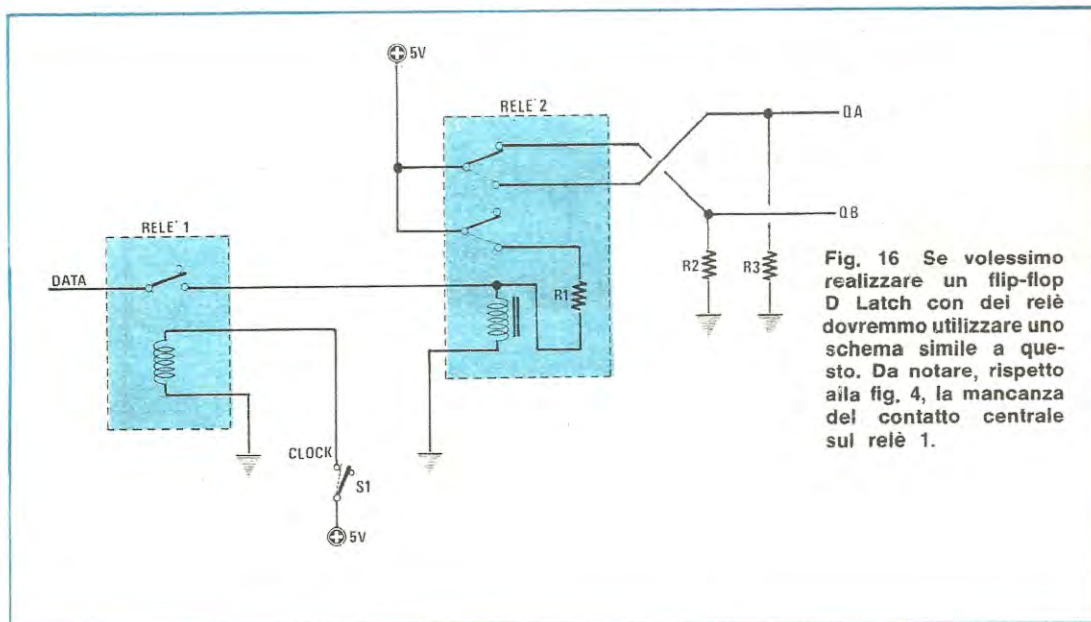 5V
RELE' 2
QA
QB
RELE' 1
DATA
R1
R2
R3
CLOCK
S1
5V
Fig. 16 Se volessimo
realizzare un flip-flop
D Latch con dei relè
dovremmo utilizzare uno
schema simile a que-
sto. Da notare, rispetto
alla fig. 4, la mancanza
del contatto centrale
sul relè 1.